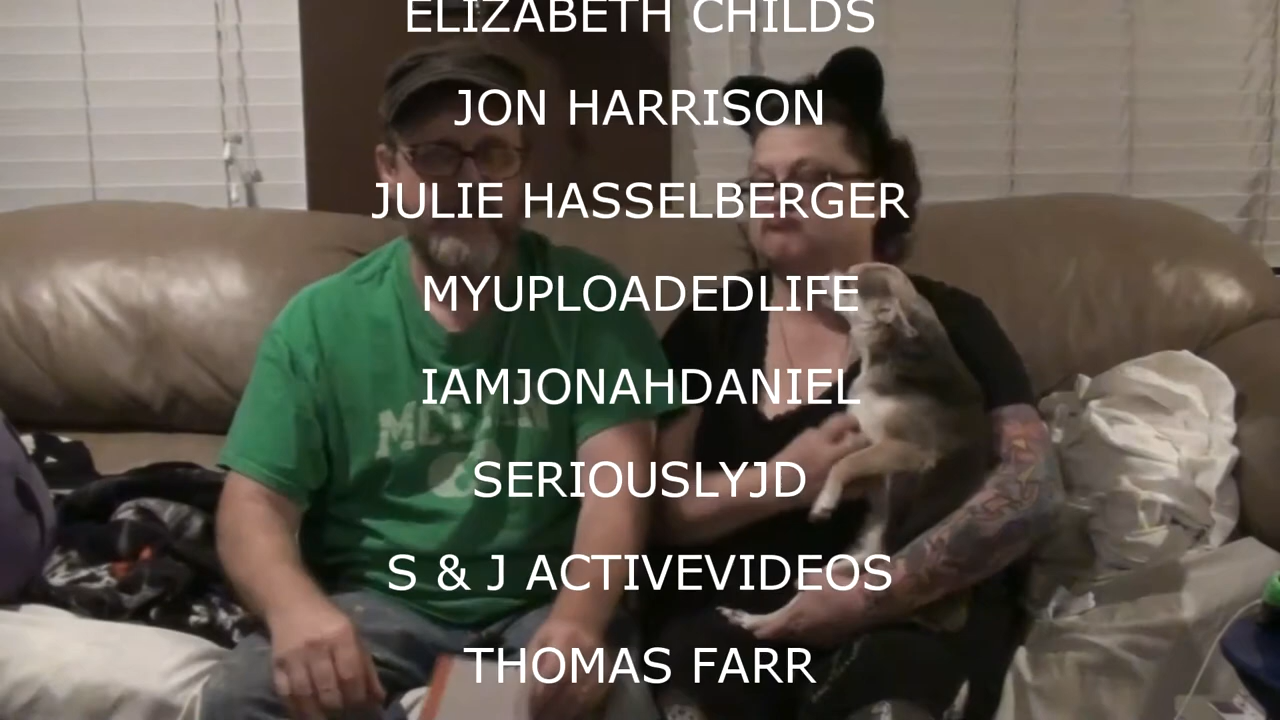 ELIZABETH CHILDS
JON HARRISON
JULIE HASSELBERGER
MYUPLOADEDLIFE
IAMJONAHDANIEL
SERIOUSLYJD
S & J ACTIVEVIDEOS
THOMAS FARR